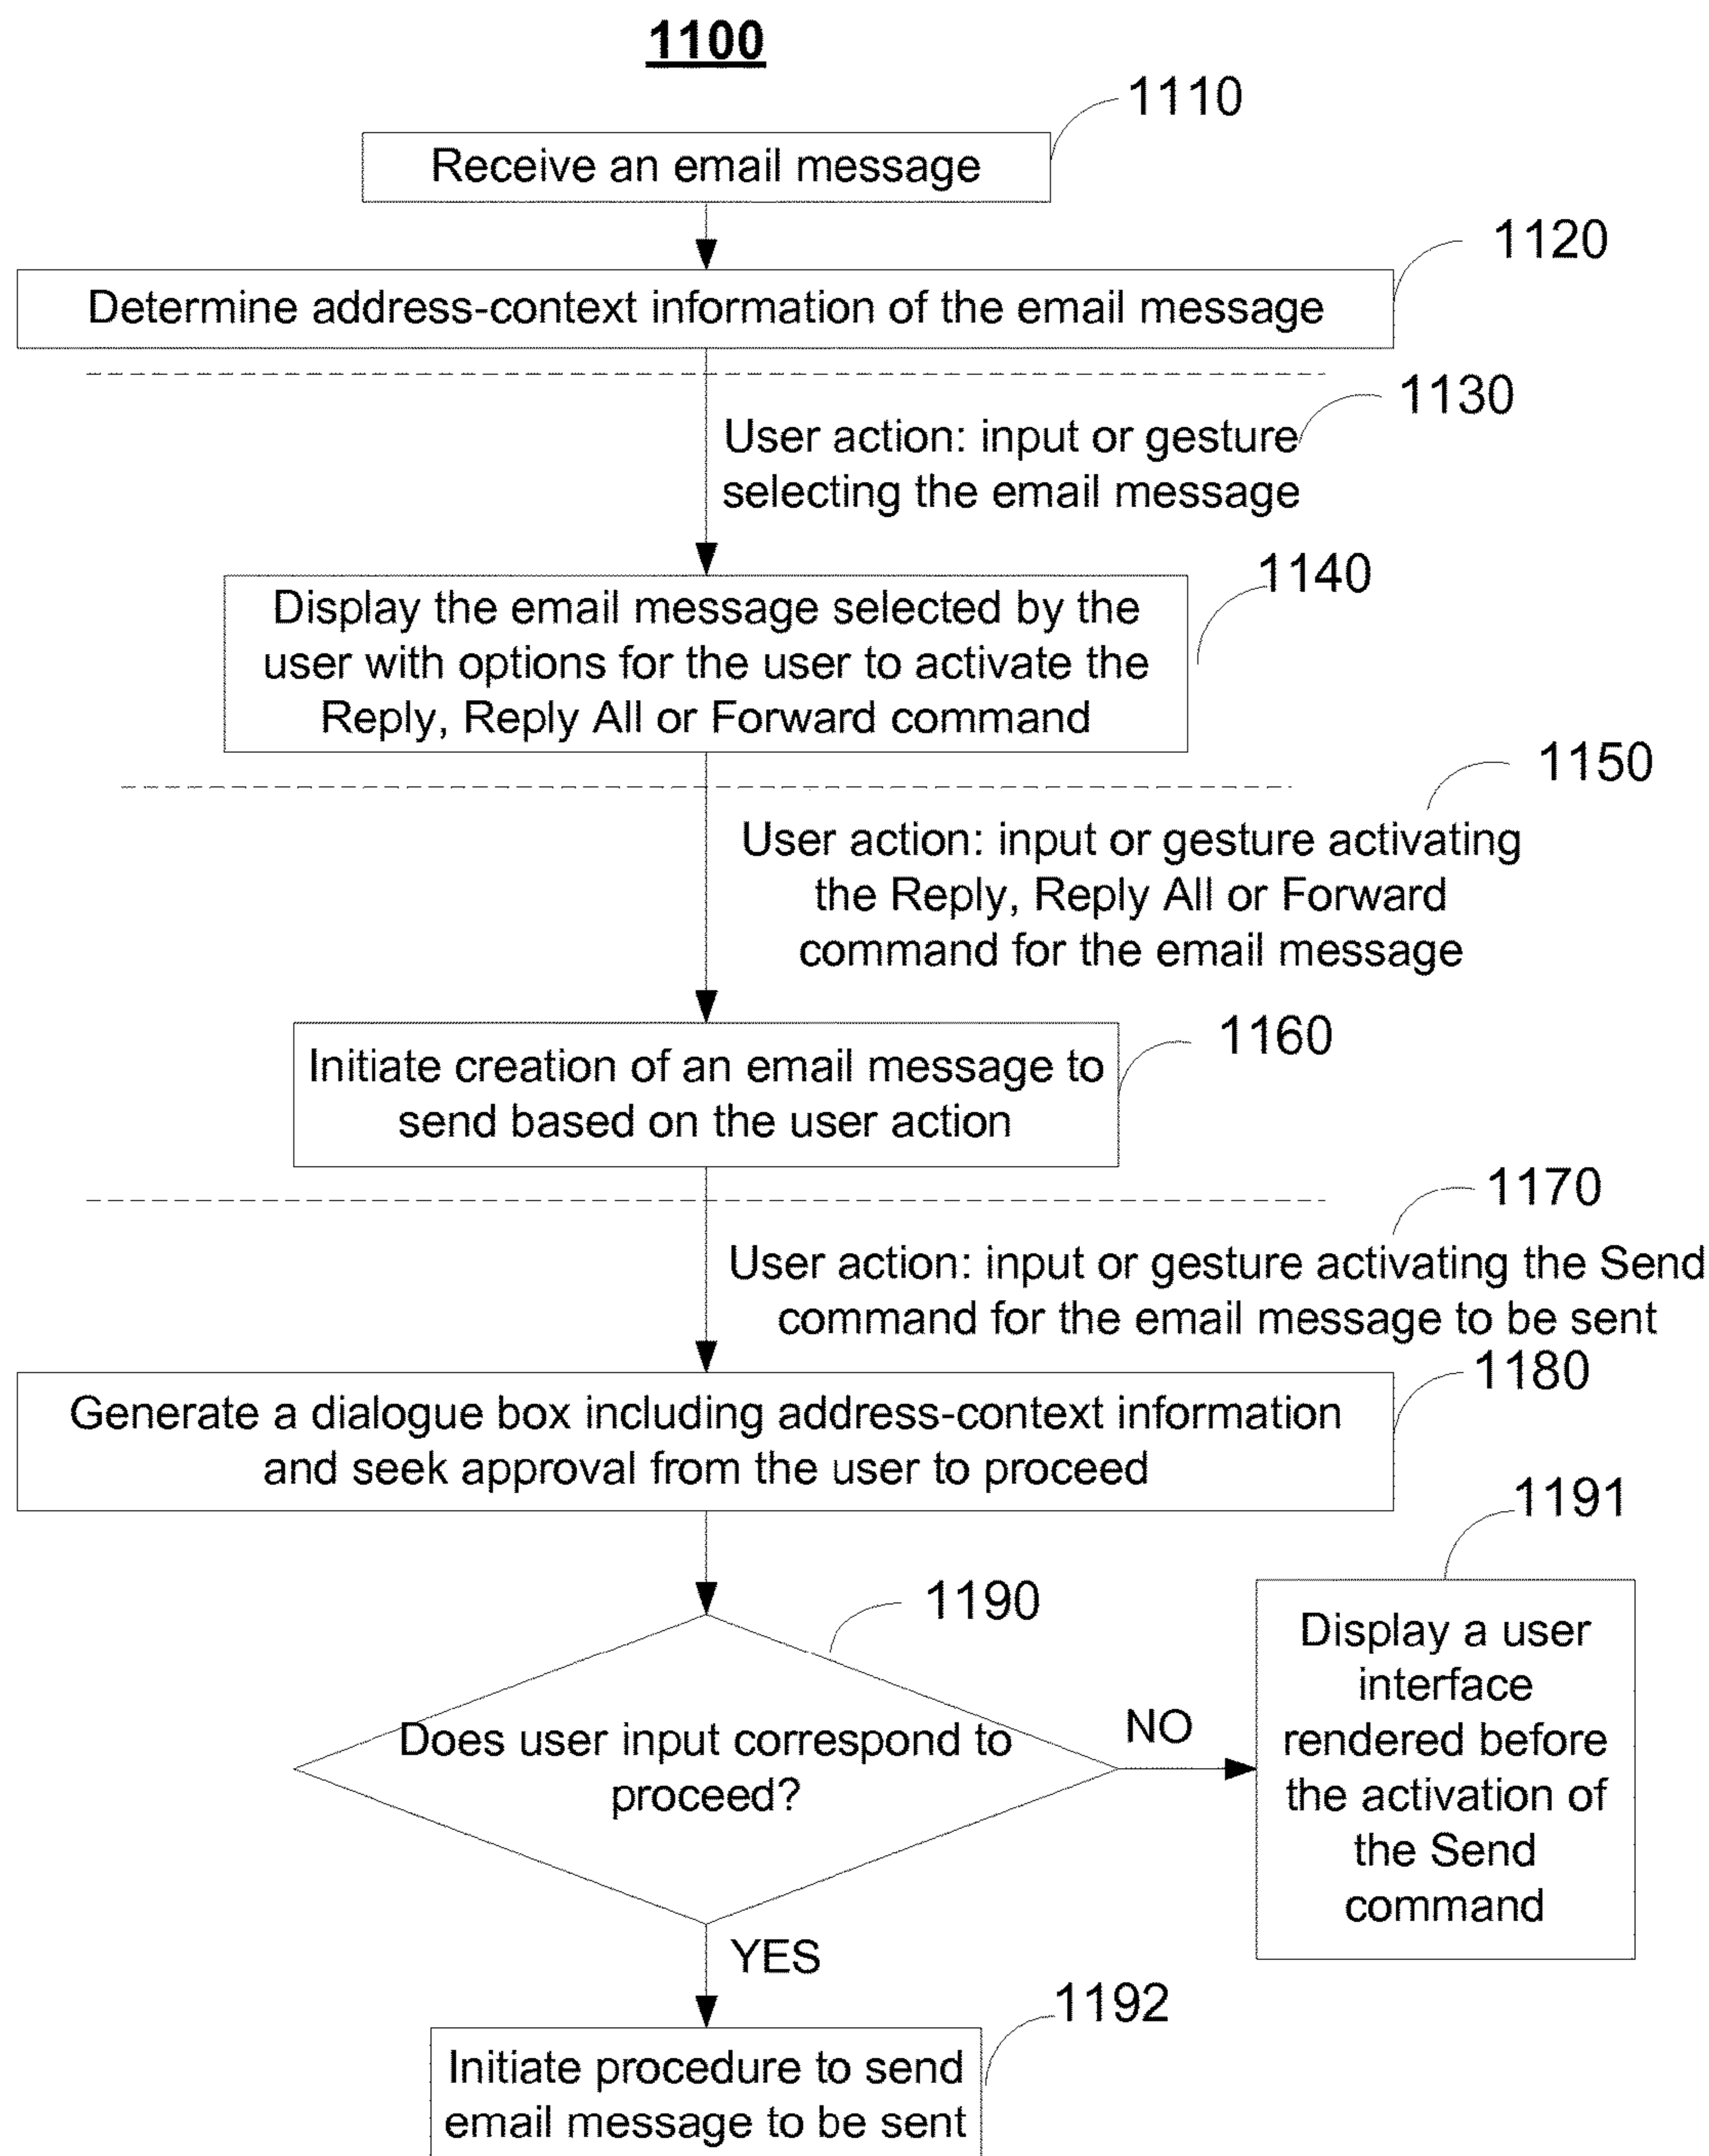 1100
1110
Receive an email message
1120
Determine address-context information of the email message
1130
User action: input or gesture
selecting the email message
1140
Display the email message selected by the
user with options for the user to activate the
Reply, Reply All or Forward command
1150
User action: input or gesture activating
the Reply, Reply All or Forward
command for the email message
1160
Initiate creation of an email message to
send based on the user action
1170
User action: input or gesture activating the Send
command for the email message to be sent
1180
Generate a dialogue box including address-context information
and seek approval from the user to proceed
1190
Does user input correspond to
proceed?
NO
1191
Display a user
interface
rendered before
the activation of
the Send
command
YES
1192
Initiate procedure to send
email message to be sent